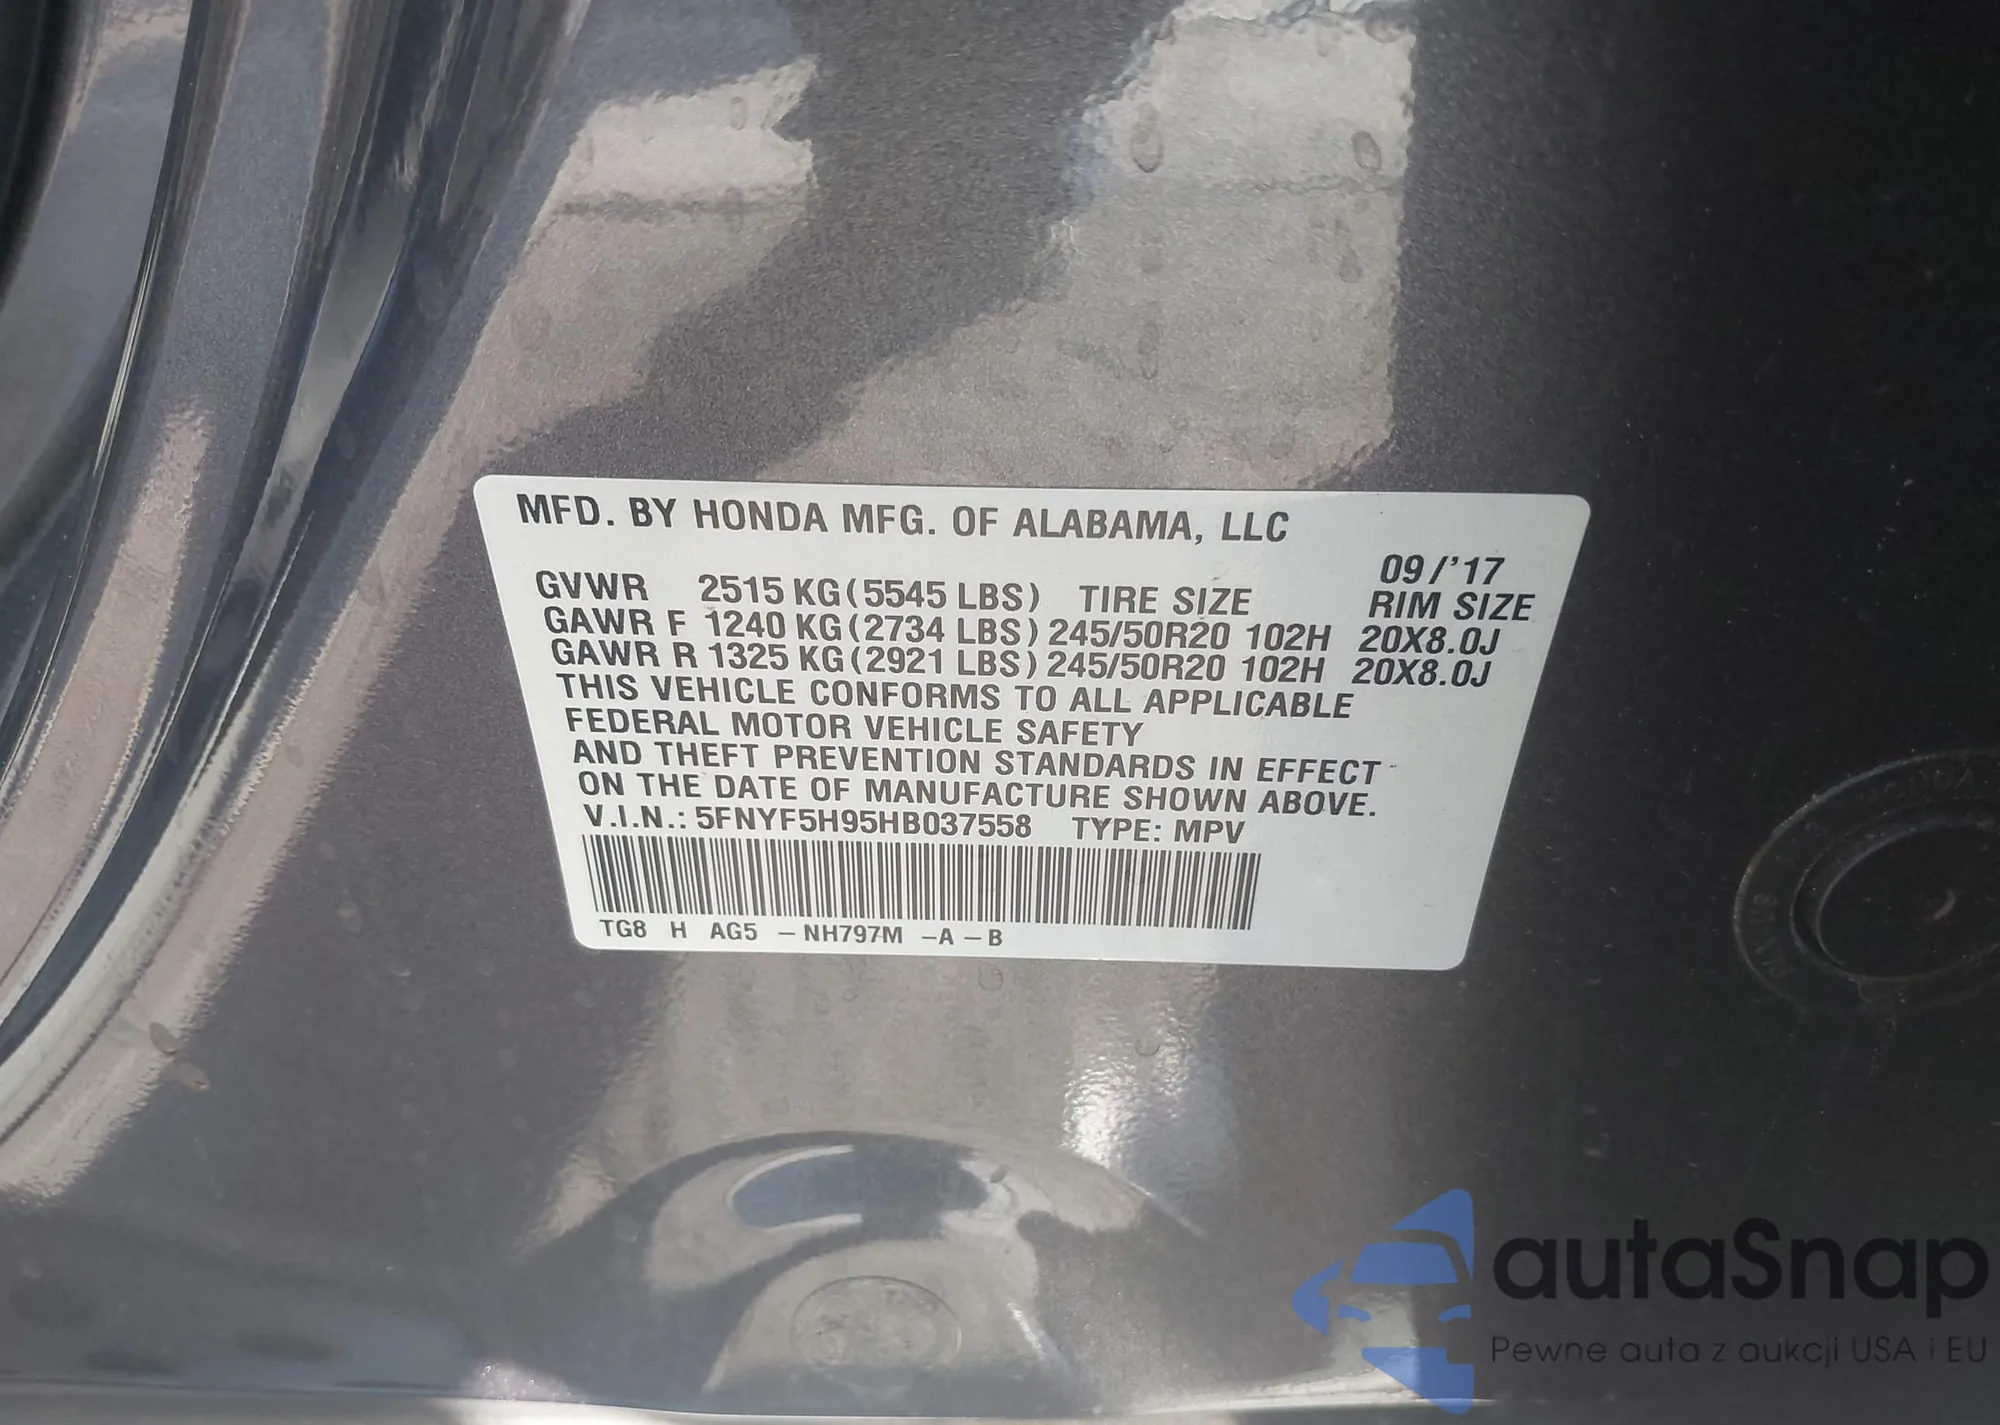 MFD. BY HONDA MFG. OF ALABAMA, LLC
09/'17
GVWR 2515 KG (5545 LBS) TIRE SIZE RIM SIZE
GAWR F 1240 KG (2734 LBS) 245/50R20 102H 20X8.0J
GAWR R 1325 KG (2921 LBS) 245/50R20 102H 20X8.0J
THIS VEHICLE CONFORMS TO ALL APPLICABLE
FEDERAL MOTOR VEHICLE SAFETY
AND THEFT PREVENTION STANDARDS IN EFFECT
ON THE DATE OF MANUFACTURE SHOWN ABOVE.
V.I.N.: 5FNYF5H95HB037558 TYPE: MPV
TG8 H AG5 -NH797M -A-B
autaSnap
Pewne auta z aukcji USA i EU